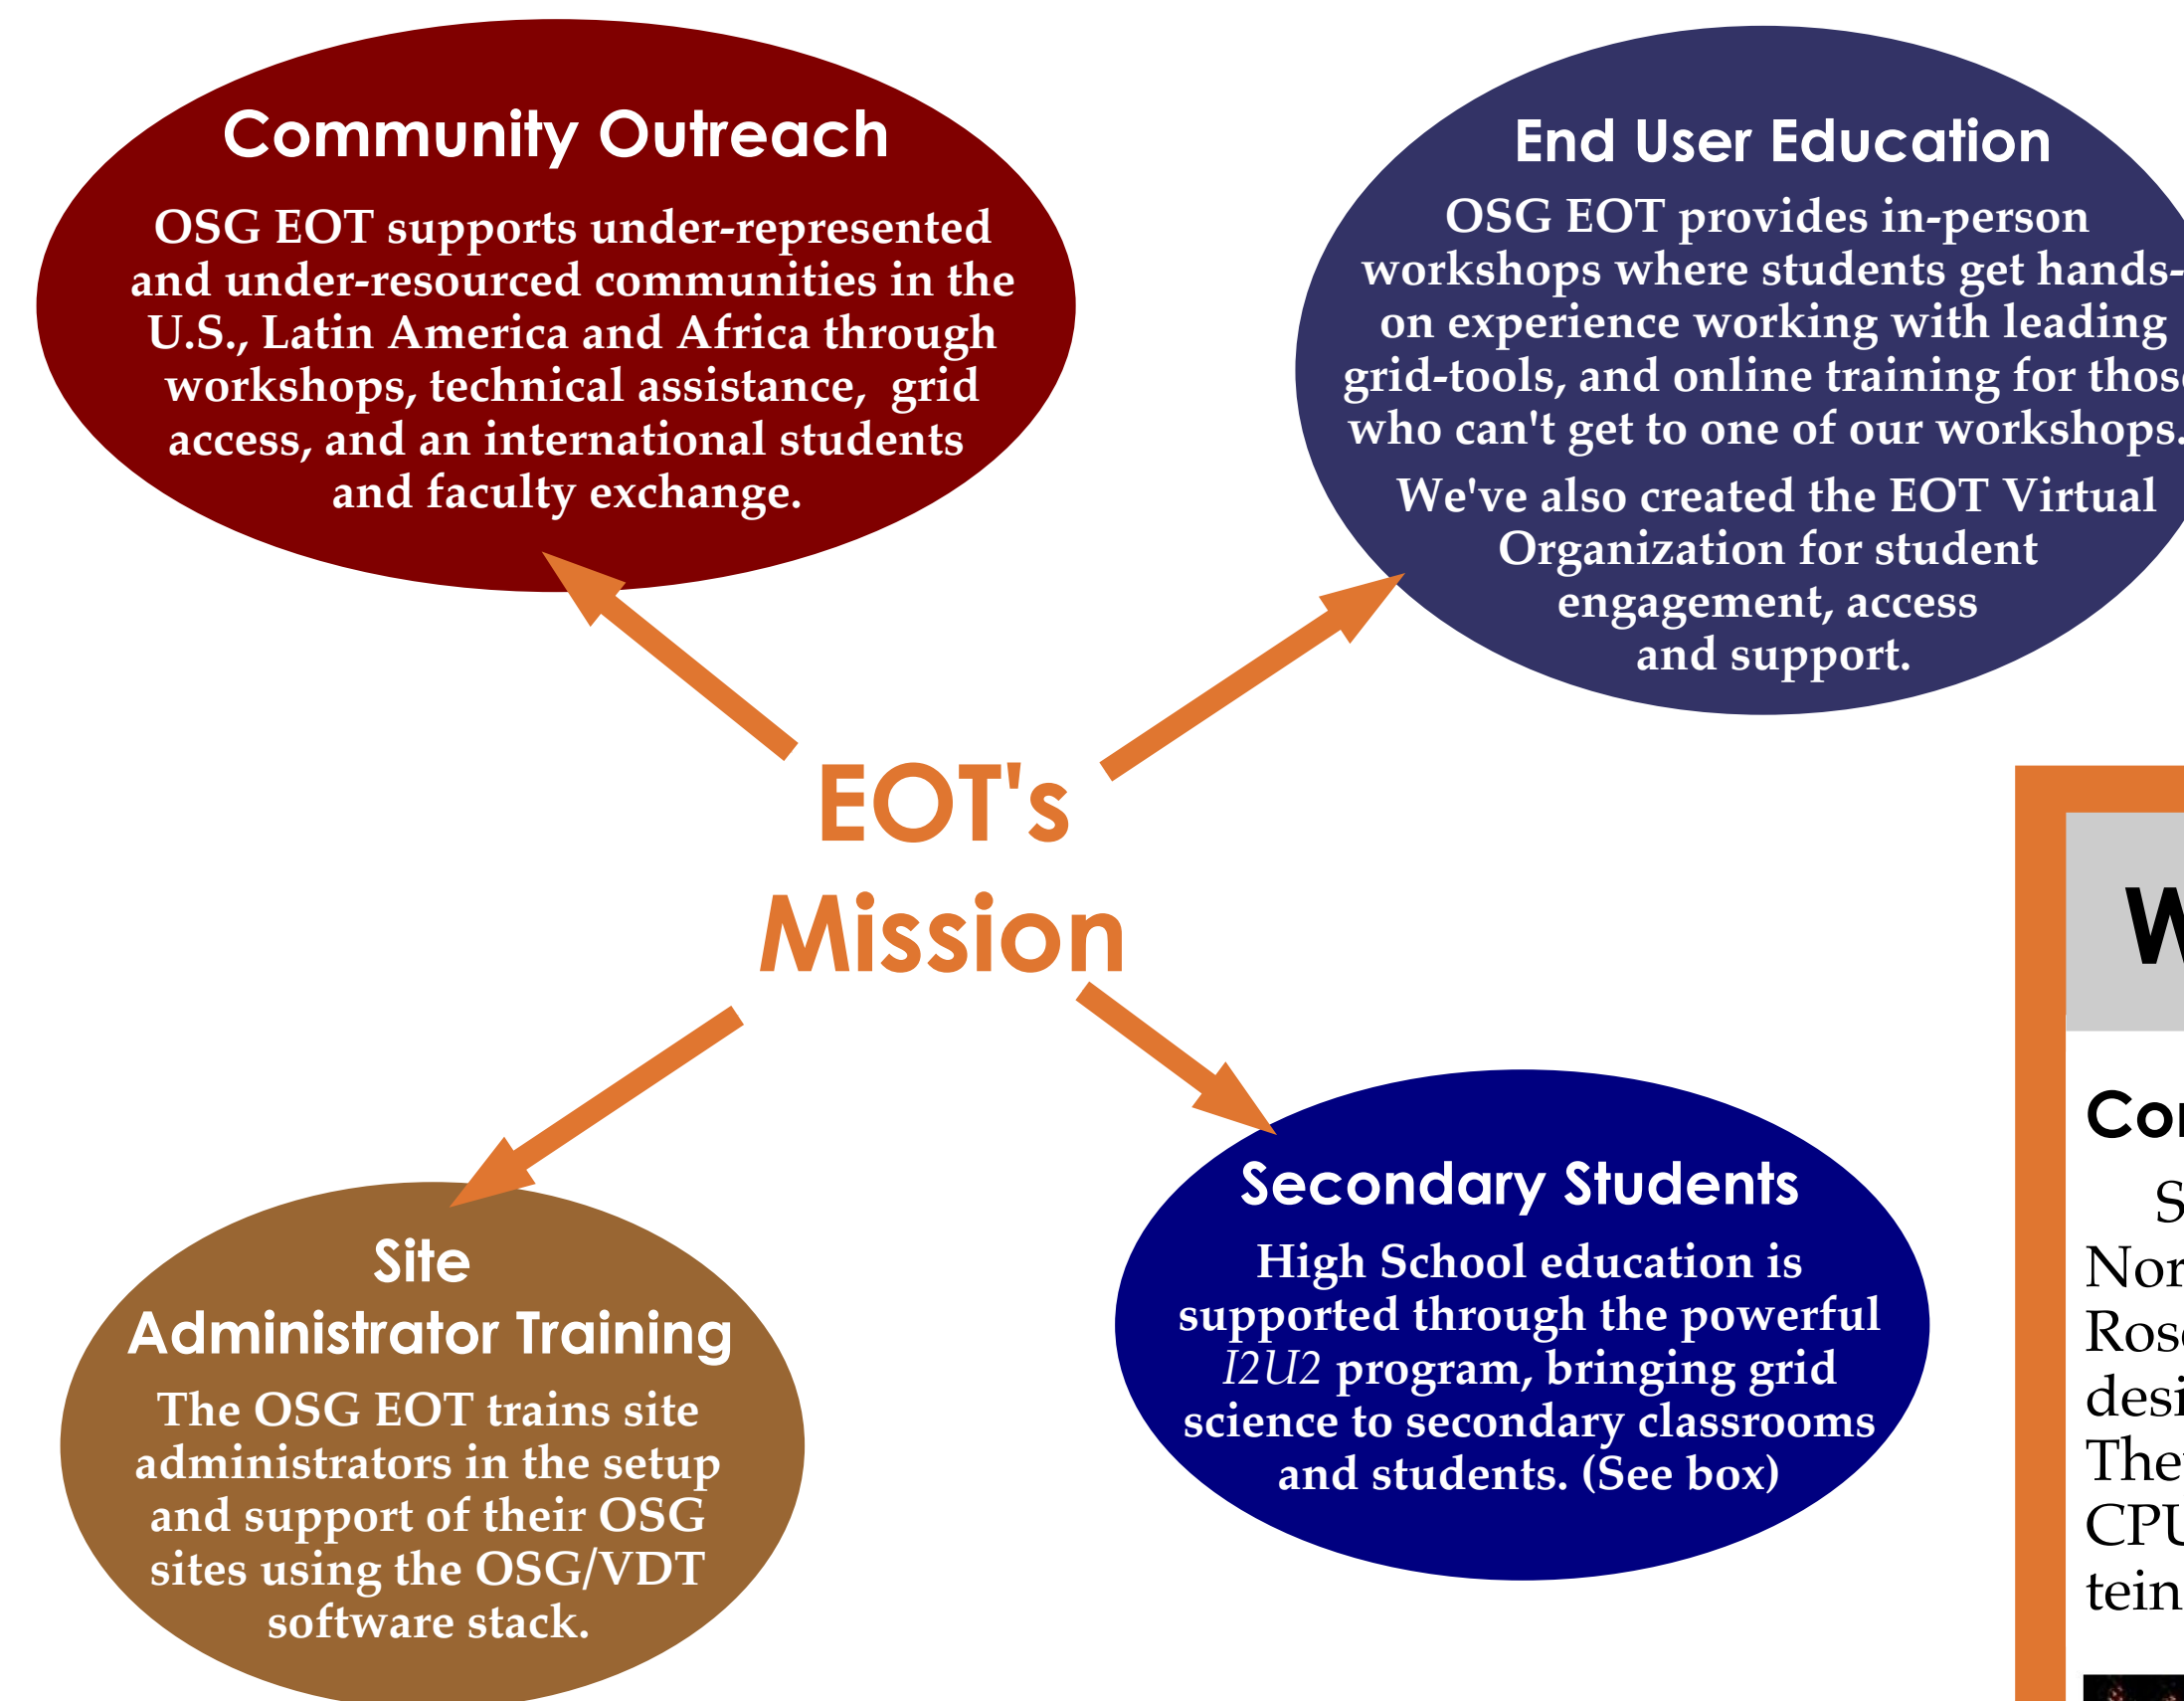 Community Outreach
OSG EOT supports under-represented
and under-resourced communities in the
U.S., Latin America and Africa through
workshops, technical assistance,  grid
access, and an international students
and faculty exchange.
End User Education
OSG EOT provides in-person
workshops where students get hands-
on experience working with leading
grid-tools, and online training for those
who can't get to one of our workshops.
We've also created the EOT Virtual
Organization for student
engagement, access
and support.
EOT's
Mission
Site
Administrator Training
The OSG EOT trains site
administrators in the setup
and support of their OSG
sites using the OSG/VDT
software stack.
Secondary Students
High School education is
supported through the powerful
I2U2 program, bringing grid
science to secondary classrooms
and students. (See box)
tein